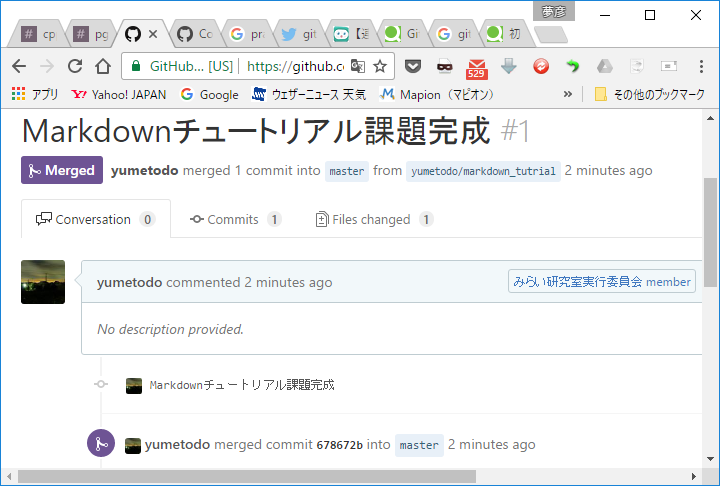 夢彦
cp
pg
Co
pra
git
【週
Gi
git
初
GitHub... [US] https://github.co
529
アプリ Yahoo! JAPAN Google ウェザーニュース 天気 Mapion（マピオン） » その他のブックマーク
Markdownチュートリアル課題完成 #1
Merged yumetodo merged 1 commit into master from yumetodo/markdown_tutrial 2 minutes ago
Conversation 0 Commits 1 Files changed 1
yumetodo commented 2 minutes ago みらい研究室実行委員会 member
No description provided.
Markdownチュートリアル課題完成
yumetodo merged commit 678672b into master 2 minutes ago